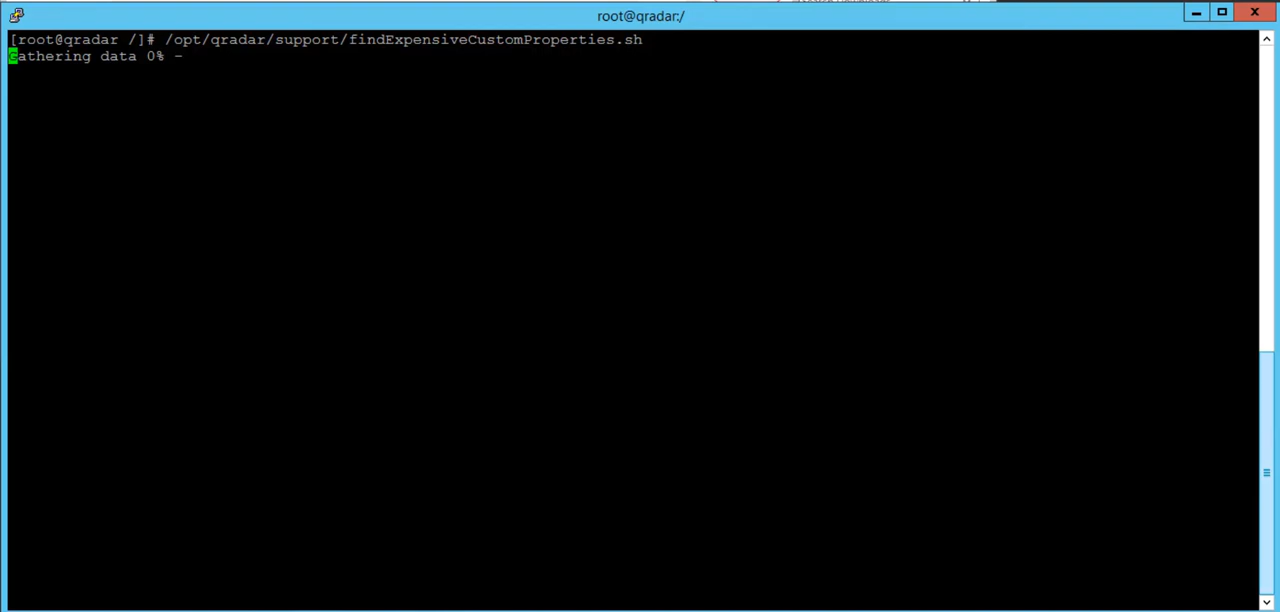 root@qradar:/
[root@qradar /]# /opt/qradar/support/findExpensiveCustomProperties.sh
Gathering data 0% -